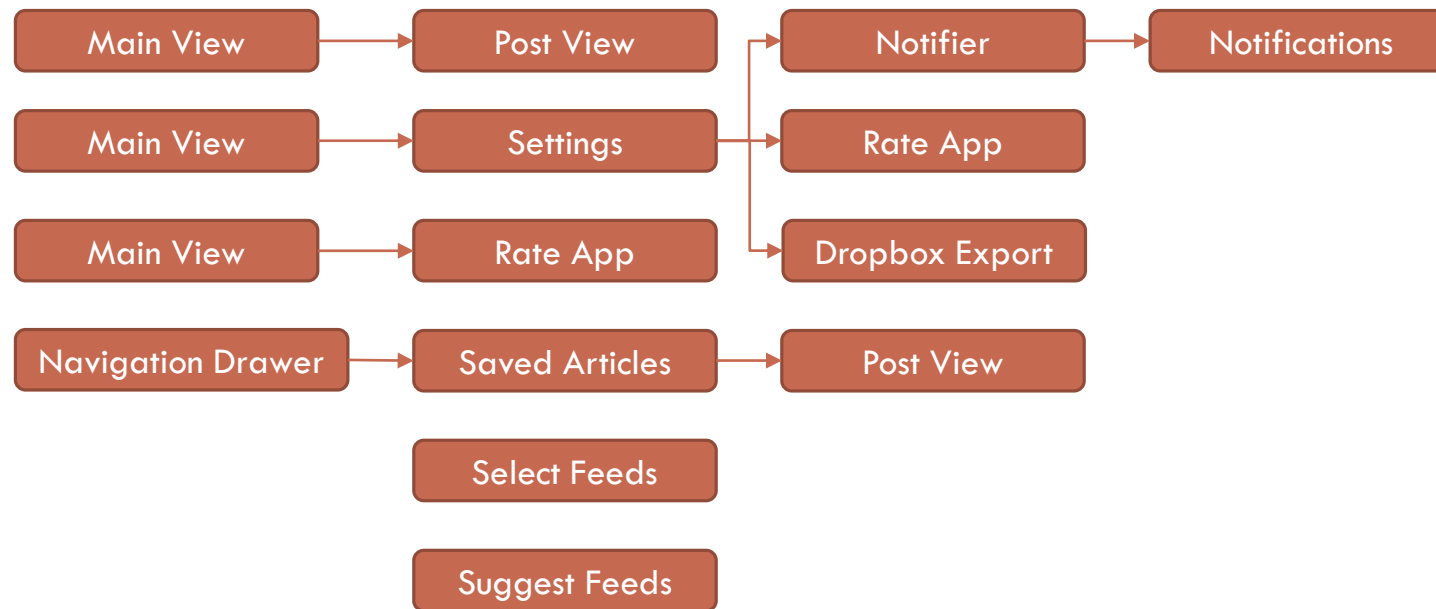 Main View
Post View
Notifier
Notifications
Main View
Settings
Rate App
Main View
Rate App
Dropbox Export
Navigation Drawer
Saved Articles
Post View
Select Feeds
Suggest Feeds